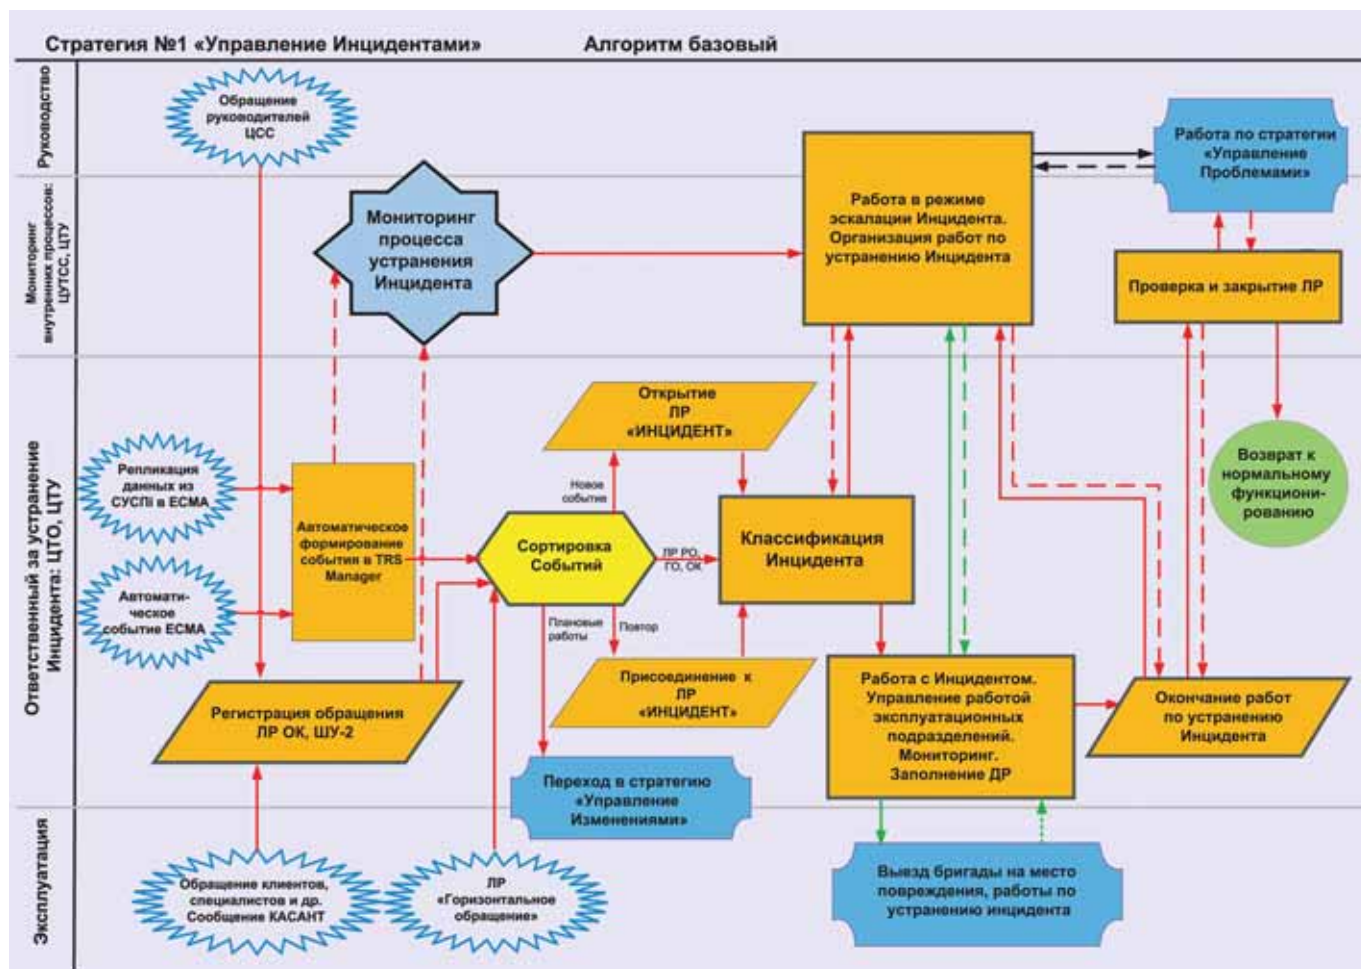 Стратегия №1 «Управление Инцидентами»
Алгоритм базовый
Руководство
Обращение
руководителей
ЦСС
Работа по стратегии
«Управление
Проблемами»
Мониторинг
внутренних процессов:
ЦУТСС, ЦТУ
Мониторинг
процесса
устранения
Инцидента
Работа в режиме
эскалации Инцидента.
Организация работ по
устранению Инцидента
Проверка и закрытие ЛР
Ответственный за устранение
Инцидента: ЦТО, ЦТУ
Открытие
ЛР
«ИНЦИДЕНТ»
Репликация
данных из
СУСПi в ЕСМА
Новое
событие
Возврат к
нормальному
функциони-
рованию
Автоматическое
формирование
события в TRS
Manager
Сортировка
Событий
ЛР РО,
ГО, ОК
Классификация
Инцидента
Автомати-
ческое
событие ЕСМА
Плановые
работы
Повтор
Регистрация обращения
ЛР ОК, ШУ-2
Присоединение к
ЛР
«ИНЦИДЕНТ»
Работа с Инцидентом.
Управление работой
эксплуатационных
подразделений.
Мониторинг.
Заполнение ДР
Окончание работ
по устранению
Инцидента
Переход в стратегию
«Управление
Изменениями»
Эксплуатация
Обращение клиентов,
специалистов и др.
Сообщение КАСАНТ
ЛР
«Горизонтальное
обращение»
Выезд бригады на место
повреждения, работы по
устранению инцидента